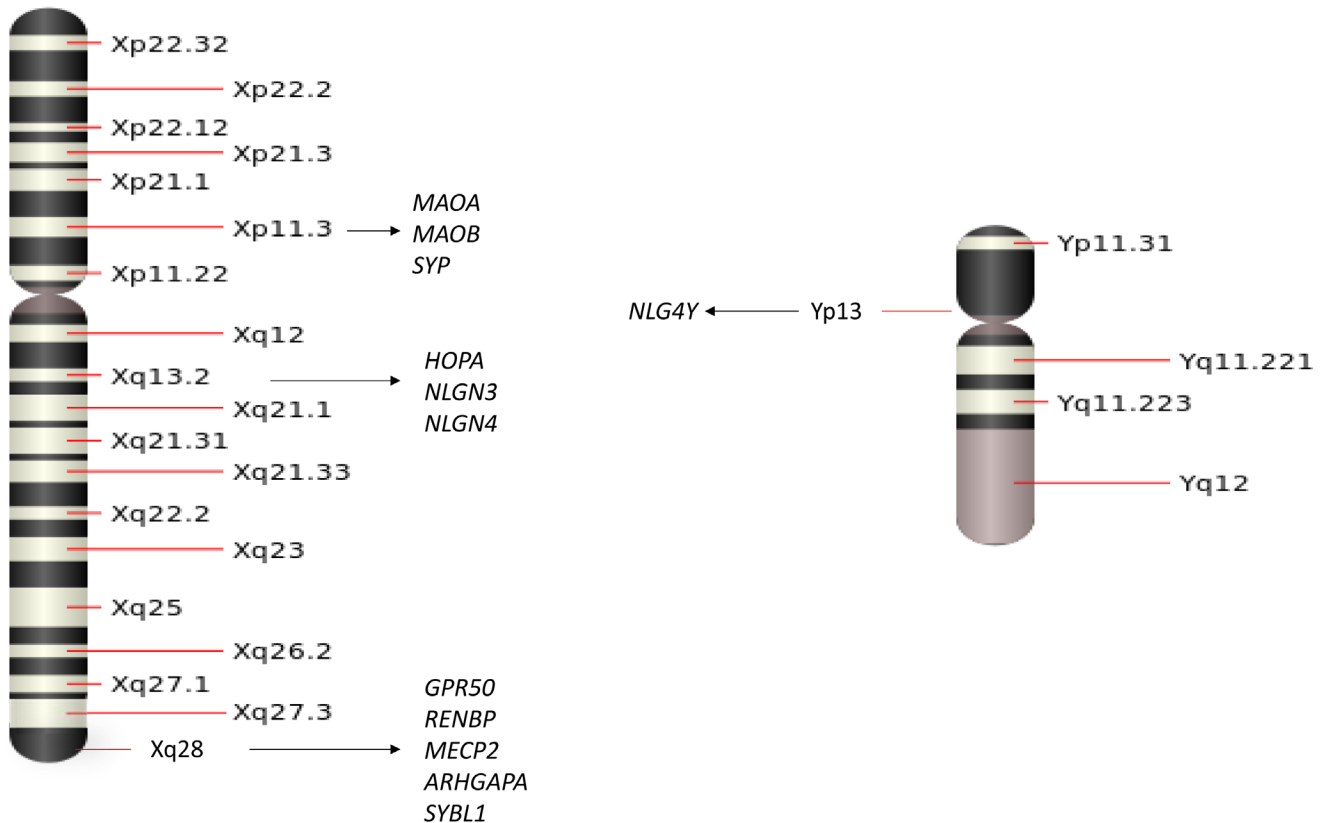 Xp22.32
Xp22.2
Xp22.12
Xp21.3
Xp21.1
Xp11.3
MAOA
MAOB
SYP
Xp11.22
Xq12
Xq13.2
HOPA
NLGN3
NLGN4
Xq21.1
Xq21.31
Xq21.33
Xq22.2
Xq23
Xq25
Xq26.2
Xq27.1
Xq27.3
Xq28
GPR50
RENBP
MECP2
ARHGAPA
SYBL1
Yp11.31
NLG4Y
Yp13
Yq11.221
Yq11.223
Yq12